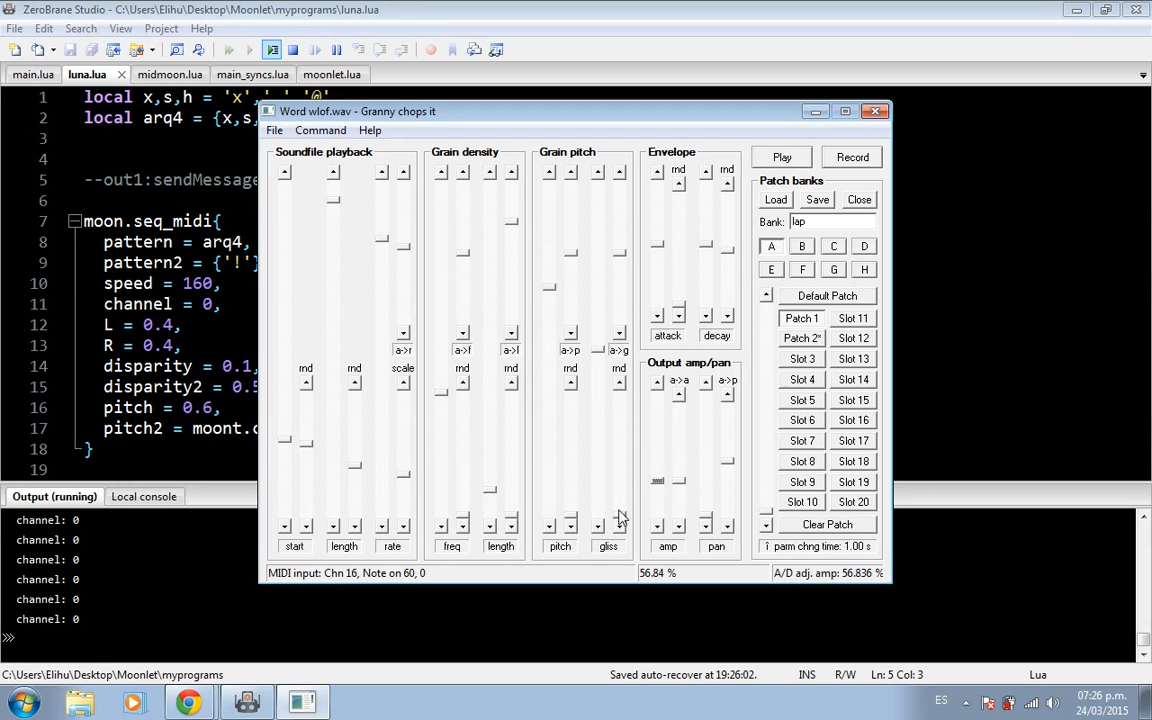 ZeroBrane Studio - C:\Users\Elihu\Desktop\Moonlet\myprograms\luna.lua
File Edit Search View Project Help
main.lua luna.lua midmoon.lua main_syncs.lua moonlet.lua
1 local x,s,h = 'x',' ','@'
2 local arq4 = {x,s,
3
4
5 --out1:sendMessage
6
7 moon.seq_midi{
8 pattern = arq4,
9 pattern2 = {'!'}
10 speed = 160,
11 channel = 0,
12 L = 0.4,
13 R = 0.4,
14 disparity = 0.1,
15 disparity2 = 0.5
16 pitch = 0.6,
17 pitch2 = moont.
18 }
19
Word wlof.wav - Granny chops it
File Command Help
Soundfile playback
a->r
rnd rnd scale
start length rate
Grain density
a->f a->l
rnd rnd
freq length
Grain pitch
a->p a->g
rnd rnd
pitch gliss
Envelope
rnd rnd
attack decay
Output amp/pan
a->a a->p
amp pan
Play Record
Patch banks
Load Save Close
Bank: lap
A B C D
E F G H
Default Patch
Patch 1 Slot 11
Patch 2* Slot 12
Slot 3 Slot 13
Slot 4 Slot 14
Slot 5 Slot 15
Slot 6 Slot 16
Slot 7 Slot 17
Slot 8 Slot 18
Slot 9 Slot 19
Slot 10 Slot 20
Clear Patch
parm chng time: 1.00 s
MIDI input: Chn 16, Note on 60, 0 56.84 % A/D adj. amp: 56.836 %
Output (running) Local console
channel: 0
channel: 0
channel: 0
channel: 0
channel: 0
channel: 0
C:\Users\Elihu\Desktop\Moonlet\myprograms Saved auto-recover at 19:26:02. INS R/W Ln: 5 Col: 3 Lua
ES 07:26 p.m.
24/03/2015